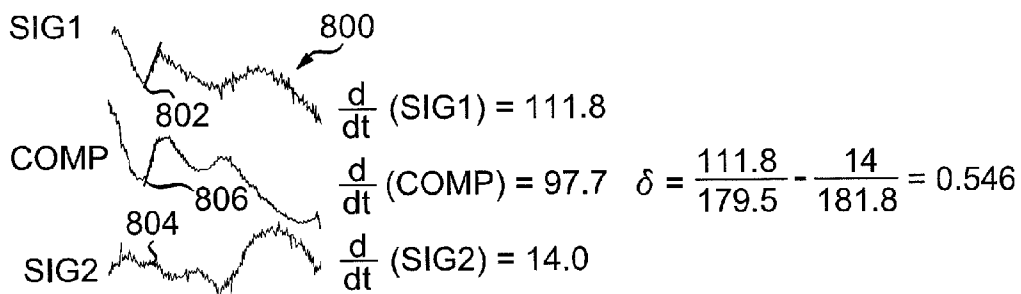 SIG1
800
802
d/dt (SIG1) = 111.8
COMP
806
d/dt (COMP) = 97.7 δ = 111.8/179.5 - 14/181.8 = 0.546
804
SIG2
d/dt (SIG2) = 14.0